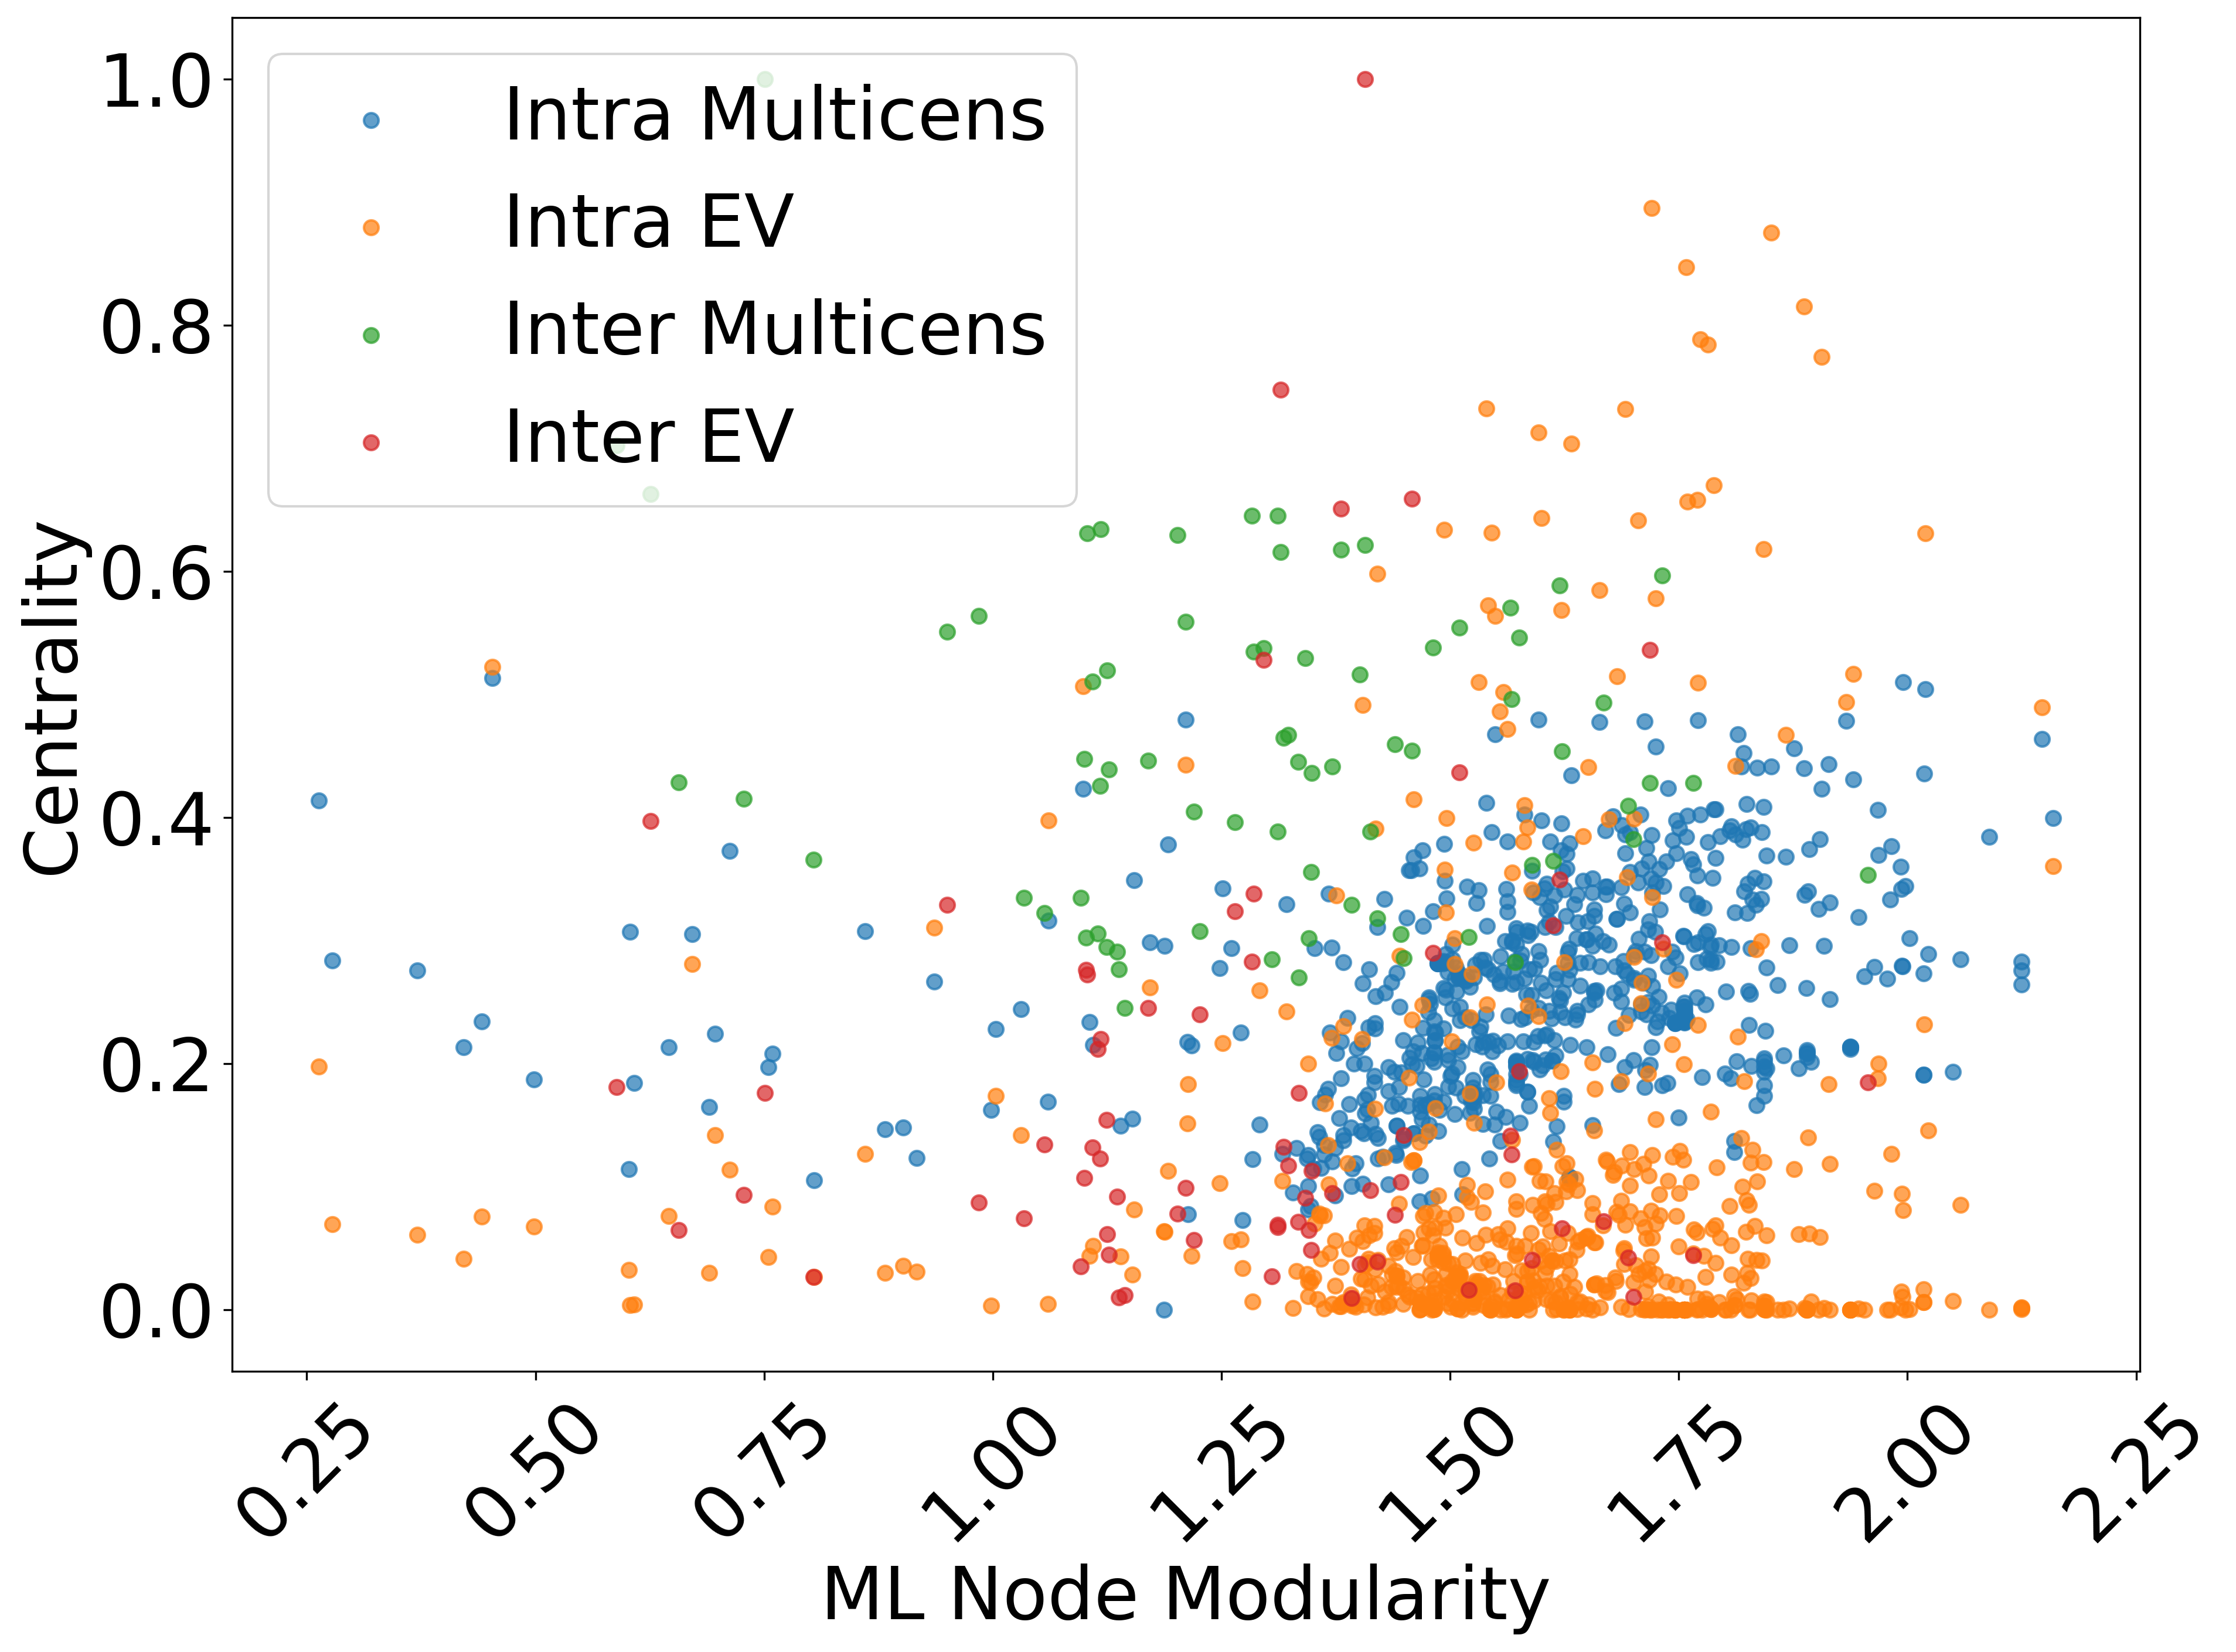 Intra Multicens
Intra EV
Inter Multicens
Inter EV
1.0
0.8
0.6
0.4
0.2
0.0
Centrality
0.25
0.50
0.75
1.00
1.25
1.50
1.75
2.00
2.25
ML Node Modularity